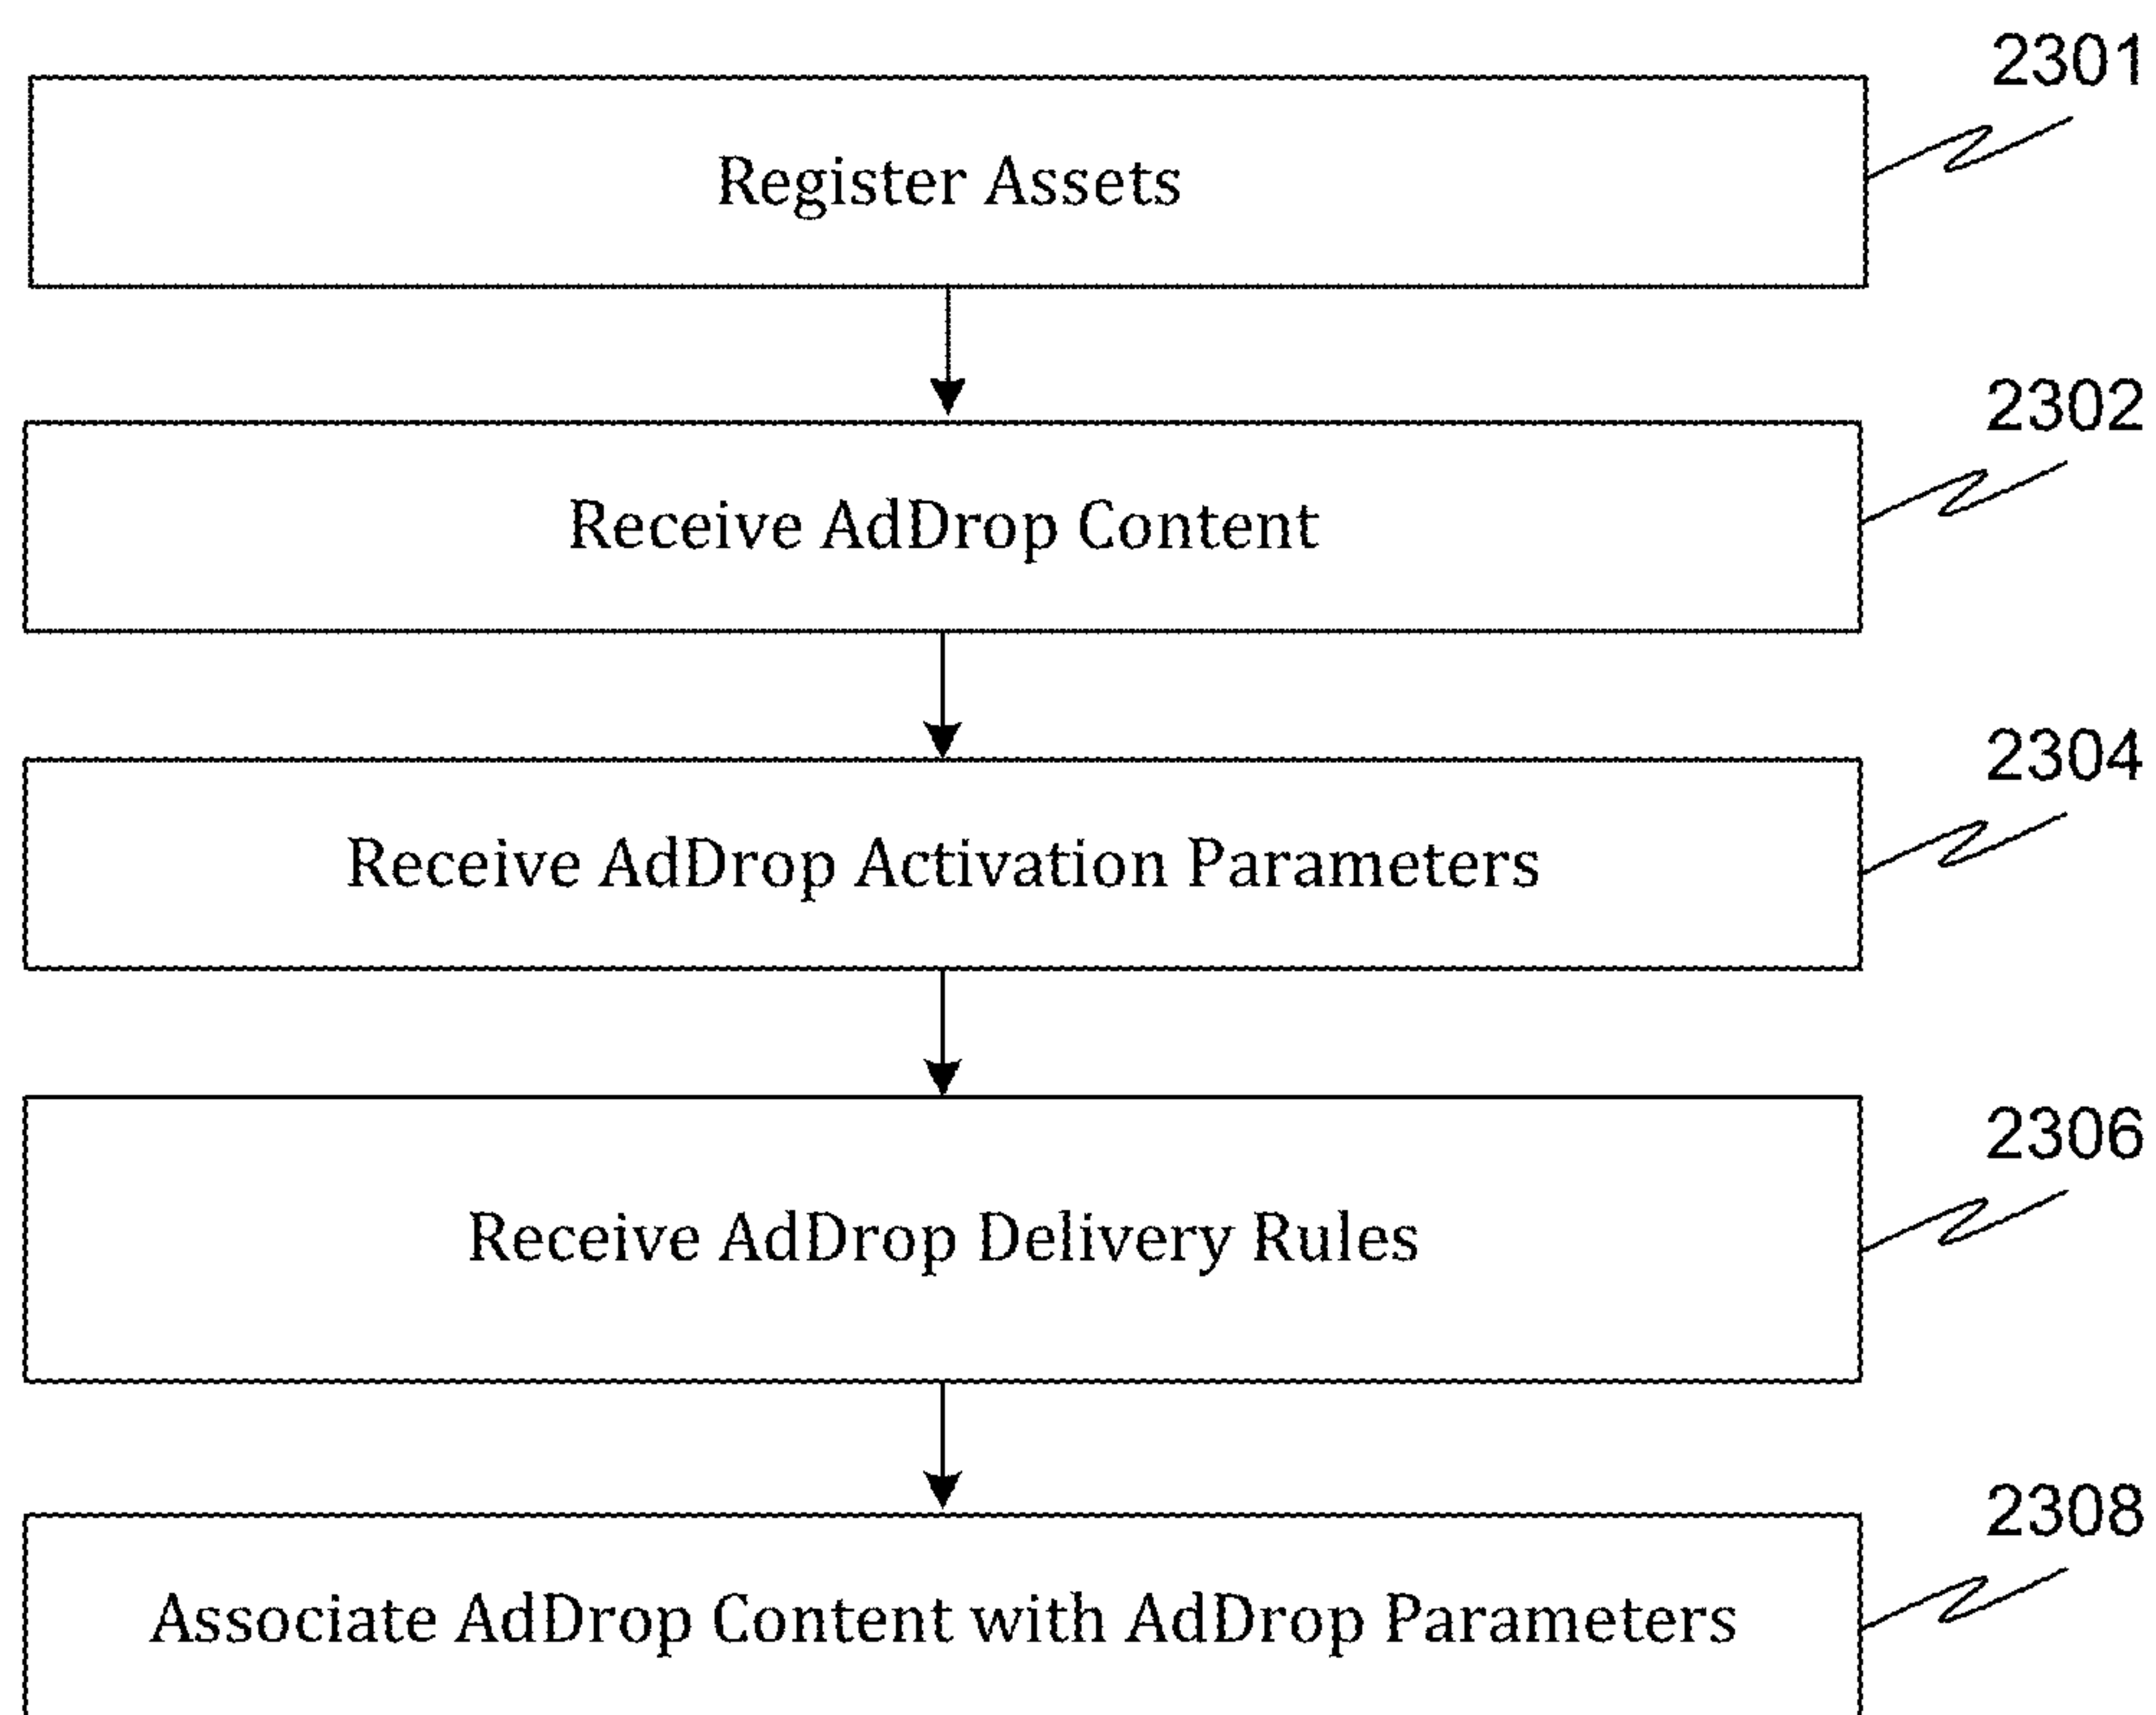 2301
Register Assets
2302
Receive AdDrop Content
2304
Receive AdDrop Activation Parameters
2306
Receive AdDrop Delivery Rules
2308
Associate AdDrop Content with AdDrop Parameters